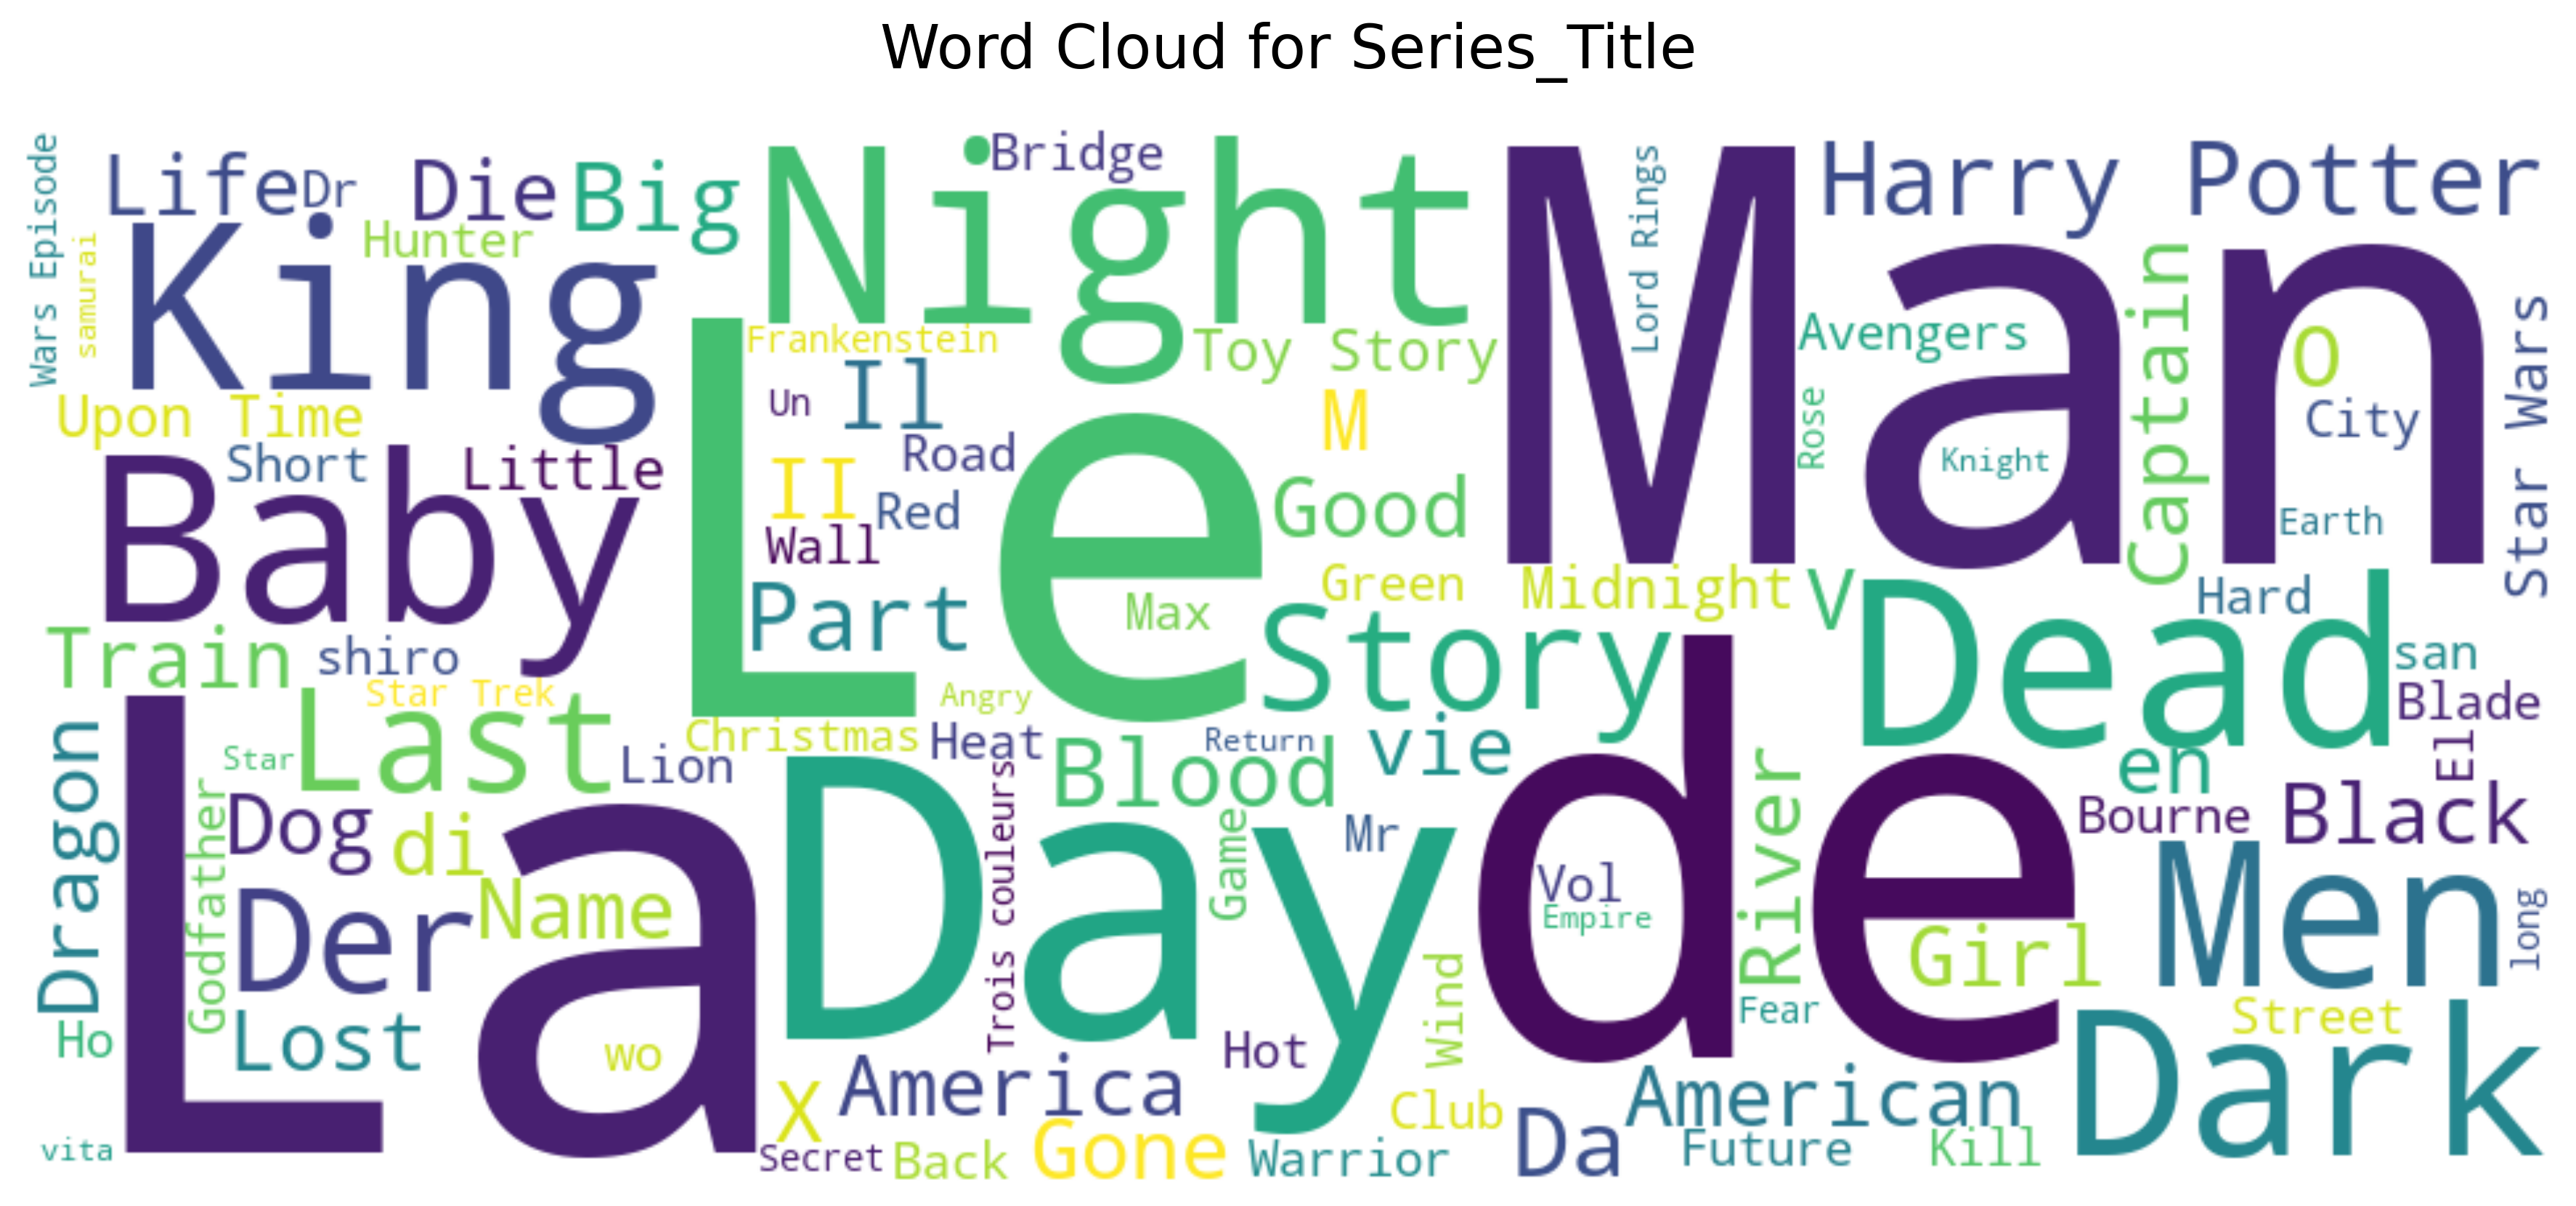 Word Cloud for Series_Title
Wars Episode
samurai
Life
Dr
Die
Big
Hunter
King
Night
Bridge
Man
Lord Rings
Harry Potter
Captain
Avengers
o
City
Knight
Rose
Earth
Star Wars
Upon Time
Short
Little
Baby
Le
Frankenstein
Toy Story
Un
Il
M
Road
II
Red
Wall
Good
Part
Max
Green
Midnight
V
Dead
Hard
san
Blade
Train
shiro
Star Trek
Last
Star
Lion
Christmas
Angry
Heat
Story
Return
vie
Blood
de
River
en
El
Bourne
Black
Dragon
La
Godfather
Dog
di
Der
Name
Day
Trois couleurs
Game
Mr
Vol
Empire
Girl
Men
long
Ho
Lost
wo
Wind
Hot
Fear
Street
Dark
vita
X
America
Secret
Back
Gone
Warrior
Club
Da
American
Future
Kill